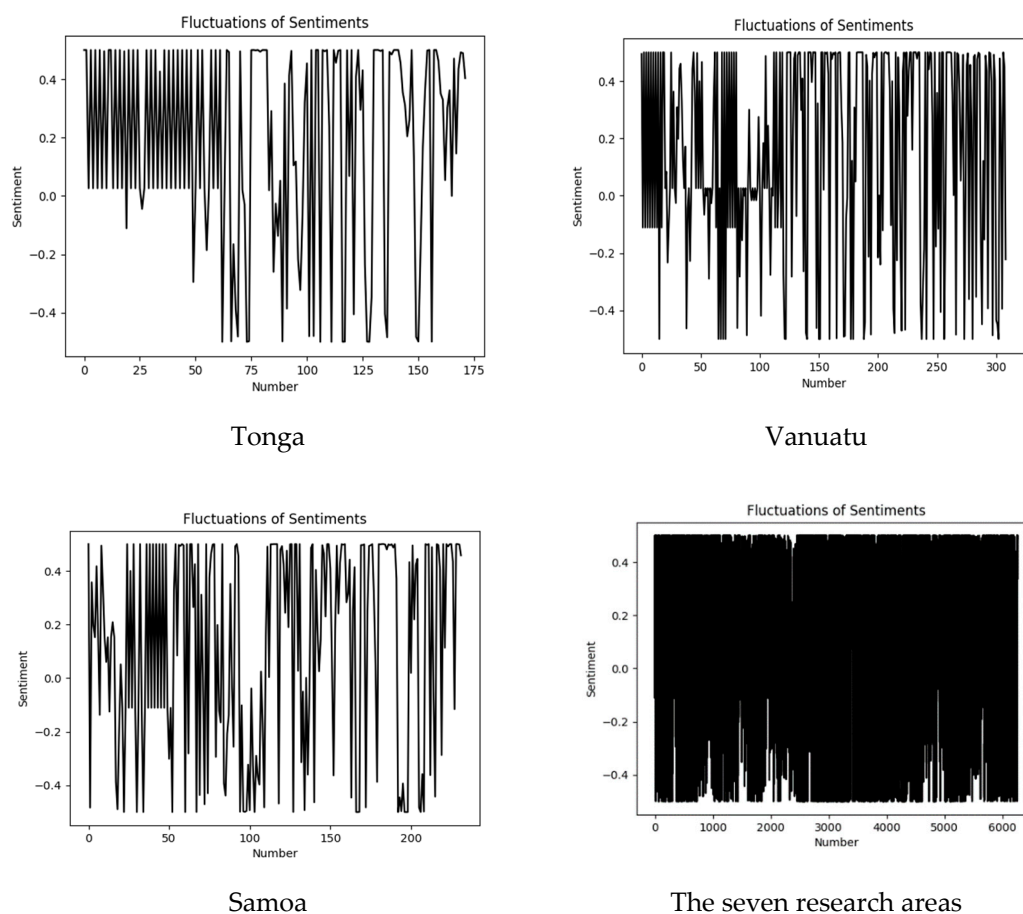 Fluctuations of Sentiments
0.4
0.2
0.0
−0.2
−0.4
Sentiment
0 25 50 75 100 125 150 175
Number
Tonga
Fluctuations of Sentiments
0.4
0.2
0.0
−0.2
−0.4
Sentiment
0 50 100 150 200 250 300
Number
Vanuatu
Fluctuations of Sentiments
0.4
0.2
0.0
−0.2
−0.4
Sentiment
0 50 100 150 200
Number
Samoa
Fluctuations of Sentiments
0.4
0.2
0.0
−0.2
−0.4
Sentiment
0 1000 2000 3000 4000 5000 6000
Number
The seven research areas